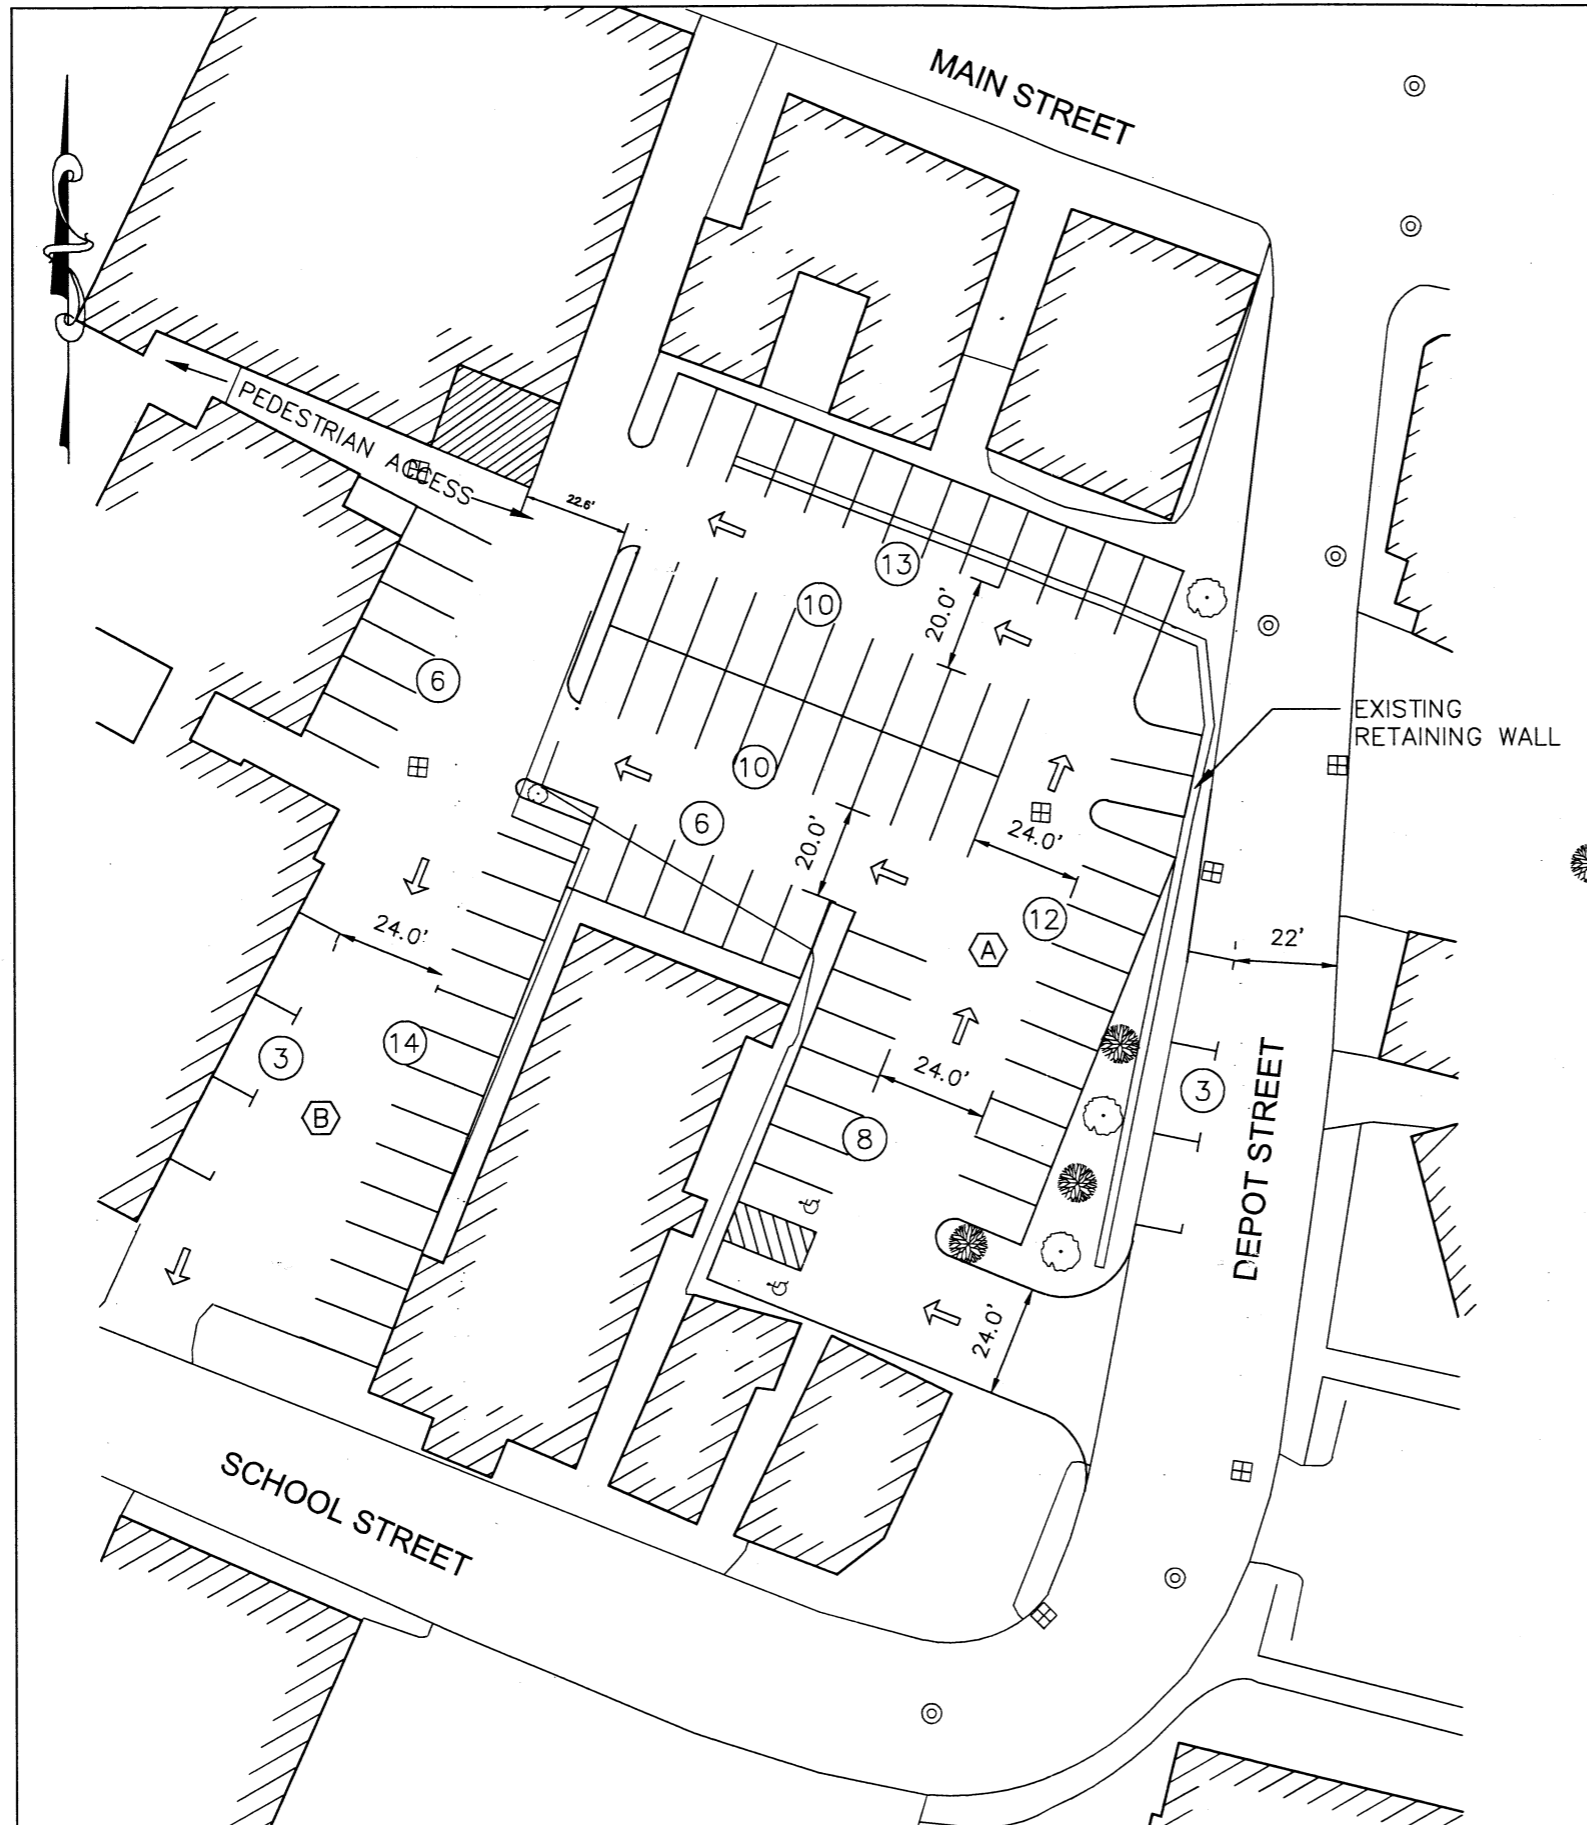 MAIN STREET
PEDESTRIAN ACCESS
22.6'
13
10
20.0'
6
EXISTING
RETAINING WALL
10
6
20.0'
24.0'
12
24.0'
A
22'
14
3
24.0'
3
B
8
DEPOT STREET
24.0'
SCHOOL STREET